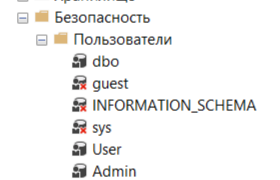 Безопасность
Пользователи
dbo
guest
INFORMATION_SCHEMA
sys
User
Admin